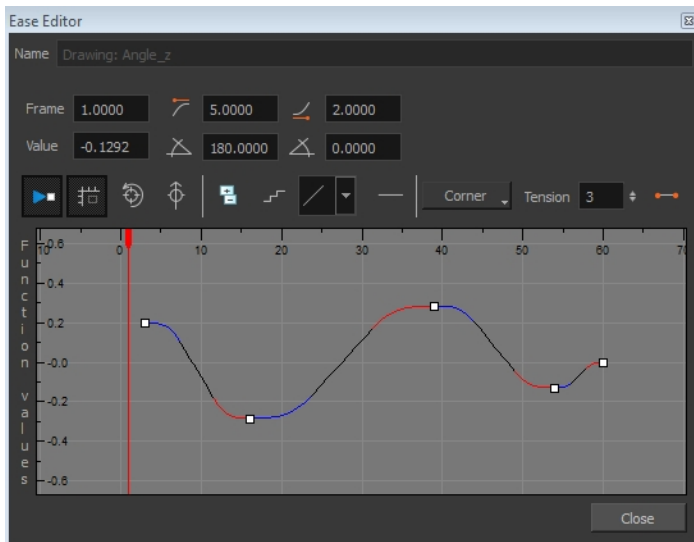 Ease Editor
Name Drawing: Angle_z
Frame 1.0000 5.0000 2.0000
Value -0.1292 180.0000 0.0000
Corner Tension 3
Function values
-0.6
-0.4
-0.2
-0.0
-0.2
-0.4
-0.6
10 0 10 20 30 40 50 60 70
Close